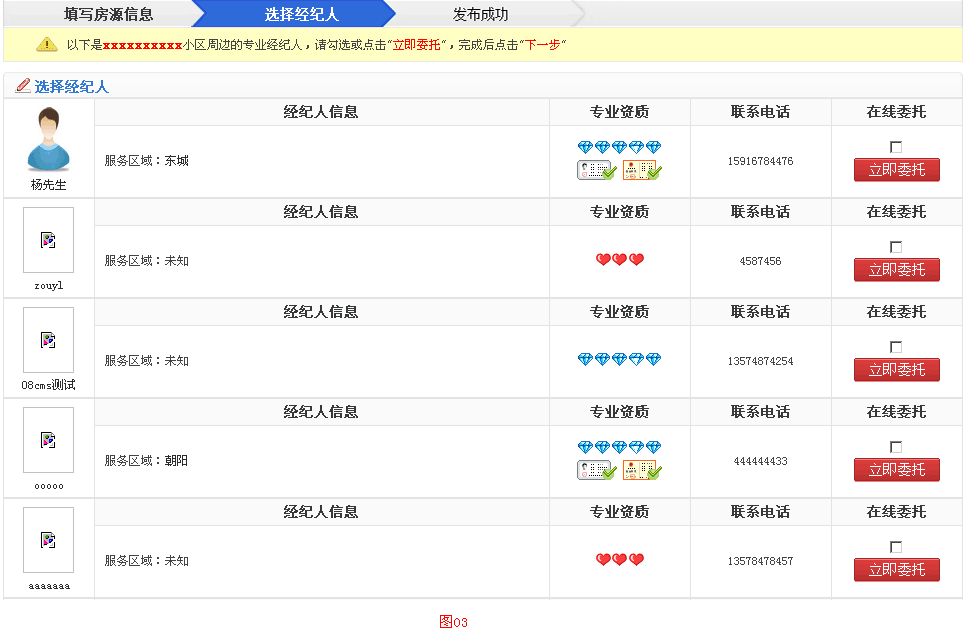 填写房源信息 选择经纪人 发布成功
以下是xxxxxxxxxx小区周边的专业经纪人，请勾选或点击"立即委托"，完成后点击"下一步"
选择经纪人
经纪人信息 专业资质 联系电话 在线委托
服务区域：东城 15916784476 立即委托
杨先生
经纪人信息 专业资质 联系电话 在线委托
服务区域：未知 4587456 立即委托
zouyl
经纪人信息 专业资质 联系电话 在线委托
服务区域：未知 13574874254 立即委托
08cms测试
经纪人信息 专业资质 联系电话 在线委托
服务区域：朝阳 444444433 立即委托
ooooo
经纪人信息 专业资质 联系电话 在线委托
服务区域：未知 13578478457 立即委托
aaaaaaa
图03